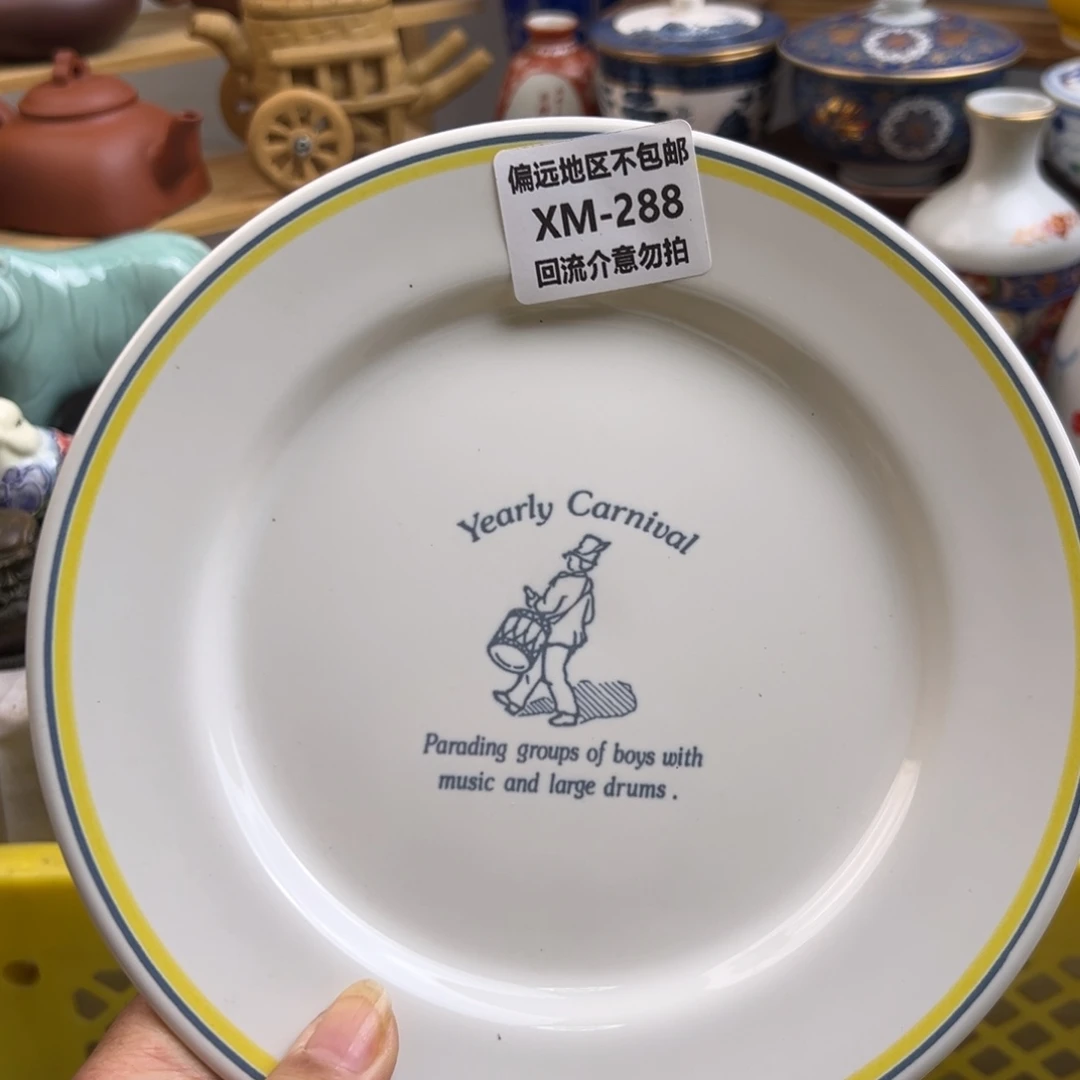 偏远地区不包邮
XM-288
回流介意勿拍
Yearly Carnival
Parading groups of boys with
music and large drums .